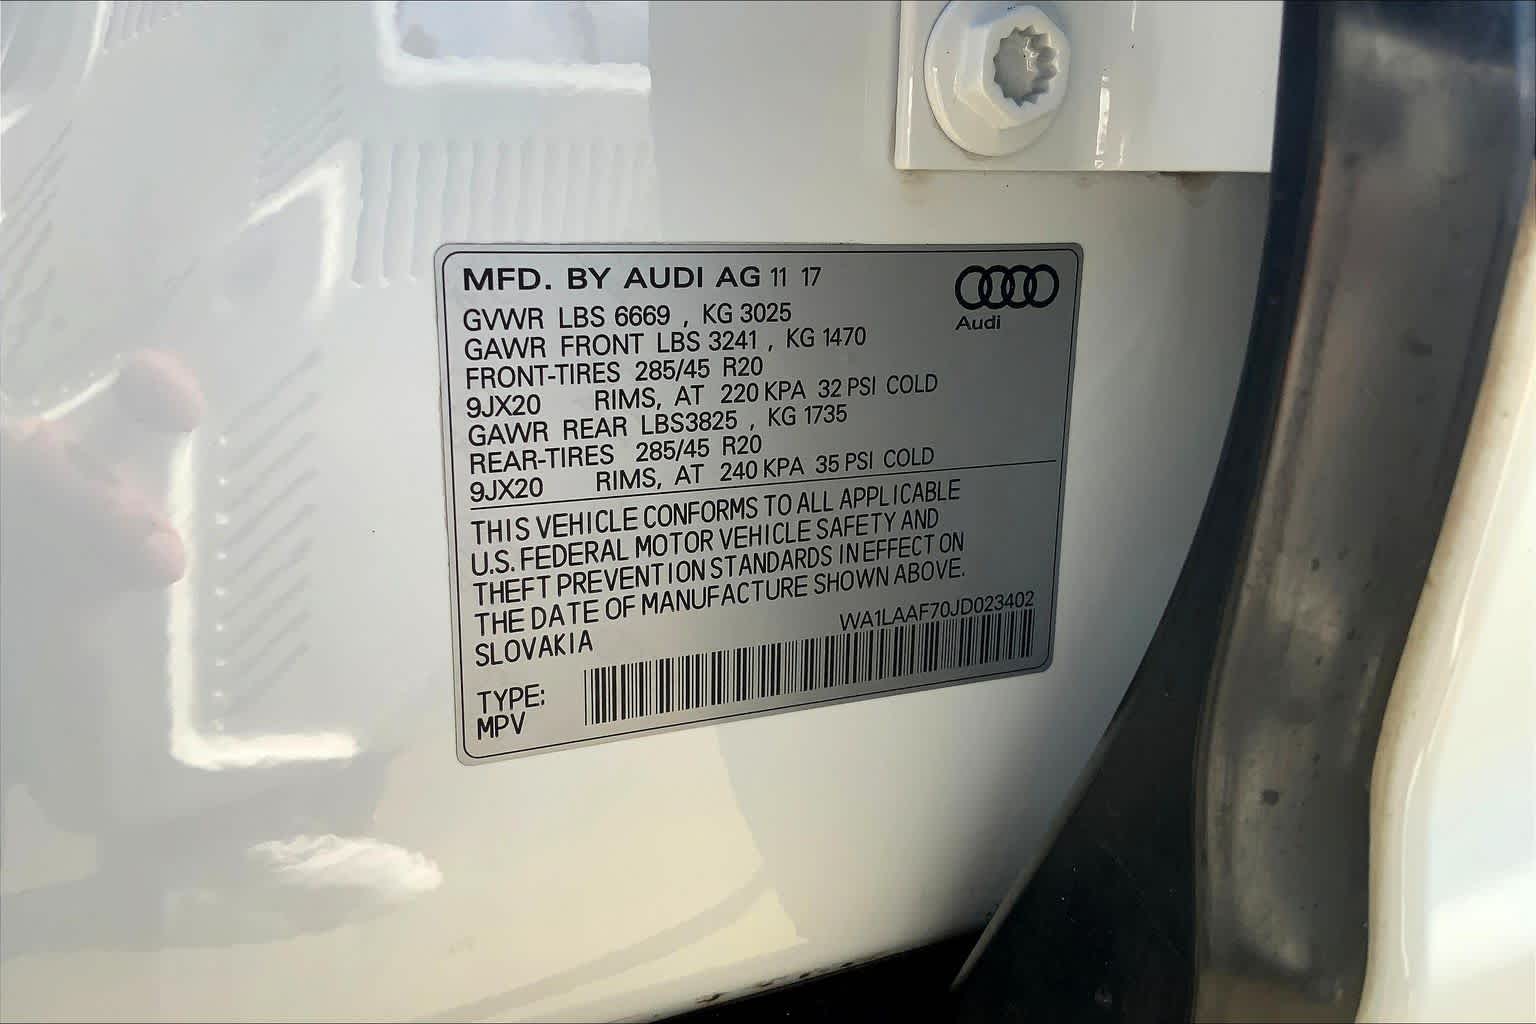 MFD. BY AUDI AG 11 17
Audi
GVWR LBS 6669 , KG 3025
GAWR FRONT LBS 3241 , KG 1470
FRONT-TIRES 285/45 R20
9JX20 RIMS, AT 220 KPA 32 PSI COLD
GAWR REAR LBS3825 , KG 1735
REAR-TIRES 285/45 R20
9JX20 RIMS, AT 240 KPA 35 PSI COLD
THIS VEHICLE CONFORMS TO ALL APPLICABLE
U.S. FEDERAL MOTOR VEHICLE SAFETY AND
THEFT PREVENTION STANDARDS IN EFFECT ON
THE DATE OF MANUFACTURE SHOWN ABOVE.
SLOVAKIA
WA1LAAF70JD023402
TYPE:
MPV